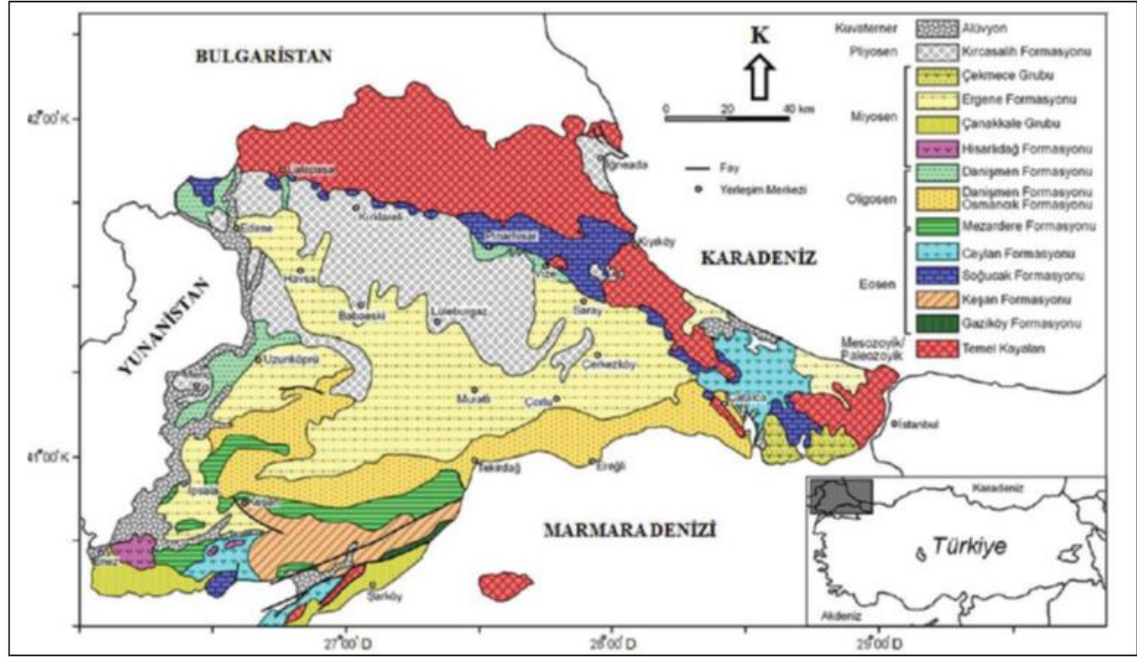 BULGARİSTAN
K
0 20 40 km
42°00' K
Fay
Yerleşim Merkezi
Lalapaşa
İğneada
Kırklareli
Edirne
Pınarhisar
Kıyıköy
Vize
KARADENİZ
Havsa
YUNANİSTAN
Babaeski
Lüleburgaz
Saray
Uzunköprü
Çerkezköy
Meriç
Muratlı
Çorlu
Çatalca
İstanbul
41°00' K
Tekirdağ
Ereğli
İpsala
Keşan
MARMARA DENİZİ
Enez
Şarköy
27°00' D
28°00' D
29°00' D
Kuvaterner
Alüvyon
Pliyosen
Kırcasalih Formasyonu
Çekmece Grubu
Ergene Formasyonu
Miyosen
Çanakkale Grubu
Hisarlıdağ Formasyonu
Danişmen Formasyonu
Oligosen
Danişmen Formasyonu
Osmancık Formasyonu
Mezardere Formasyonu
Ceylan Formasyonu
Eosen
Soğucak Formasyonu
Keşan Formasyonu
Gaziköy Formasyonu
Mesozoyik/
Paleozoyik
Temel Kayaları
Karadeniz
Türkiye
Akdeniz